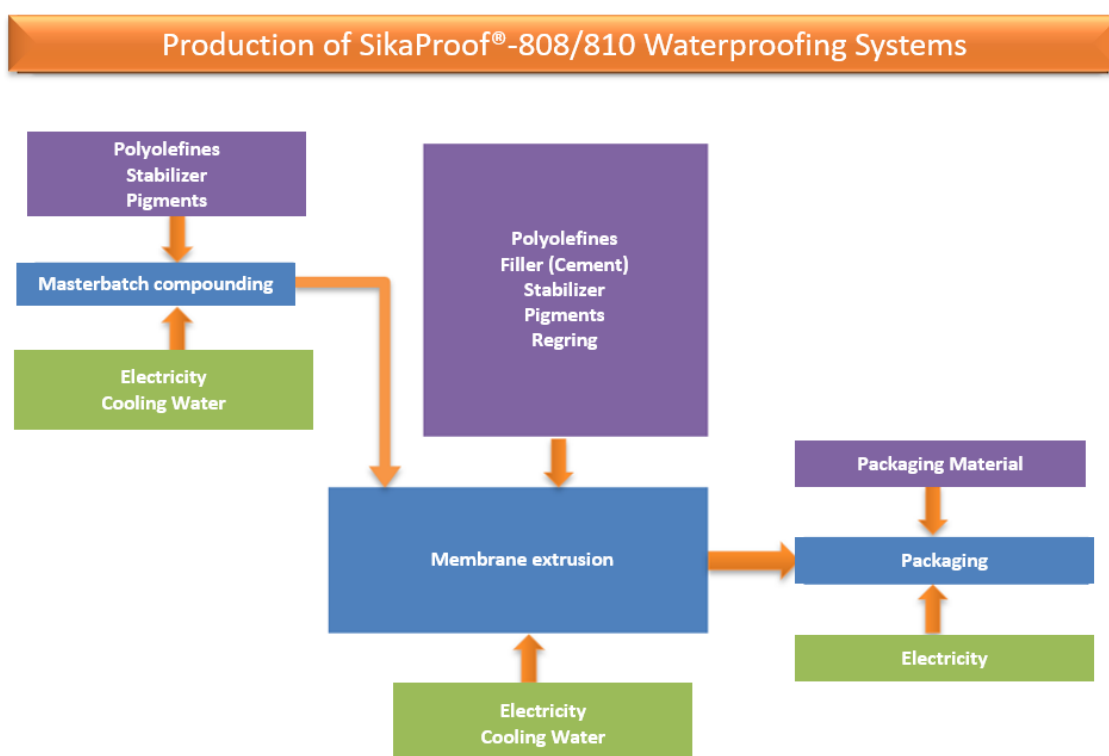 Production of SikaProof®-808/810 Waterproofing Systems
Polyolefines
Stabilizer
Pigments
Masterbatch compounding
Electricity
Cooling Water
Polyolefines
Filler (Cement)
Stabilizer
Pigments
Regring
Membrane extrusion
Electricity
Cooling Water
Packaging Material
Packaging
Electricity